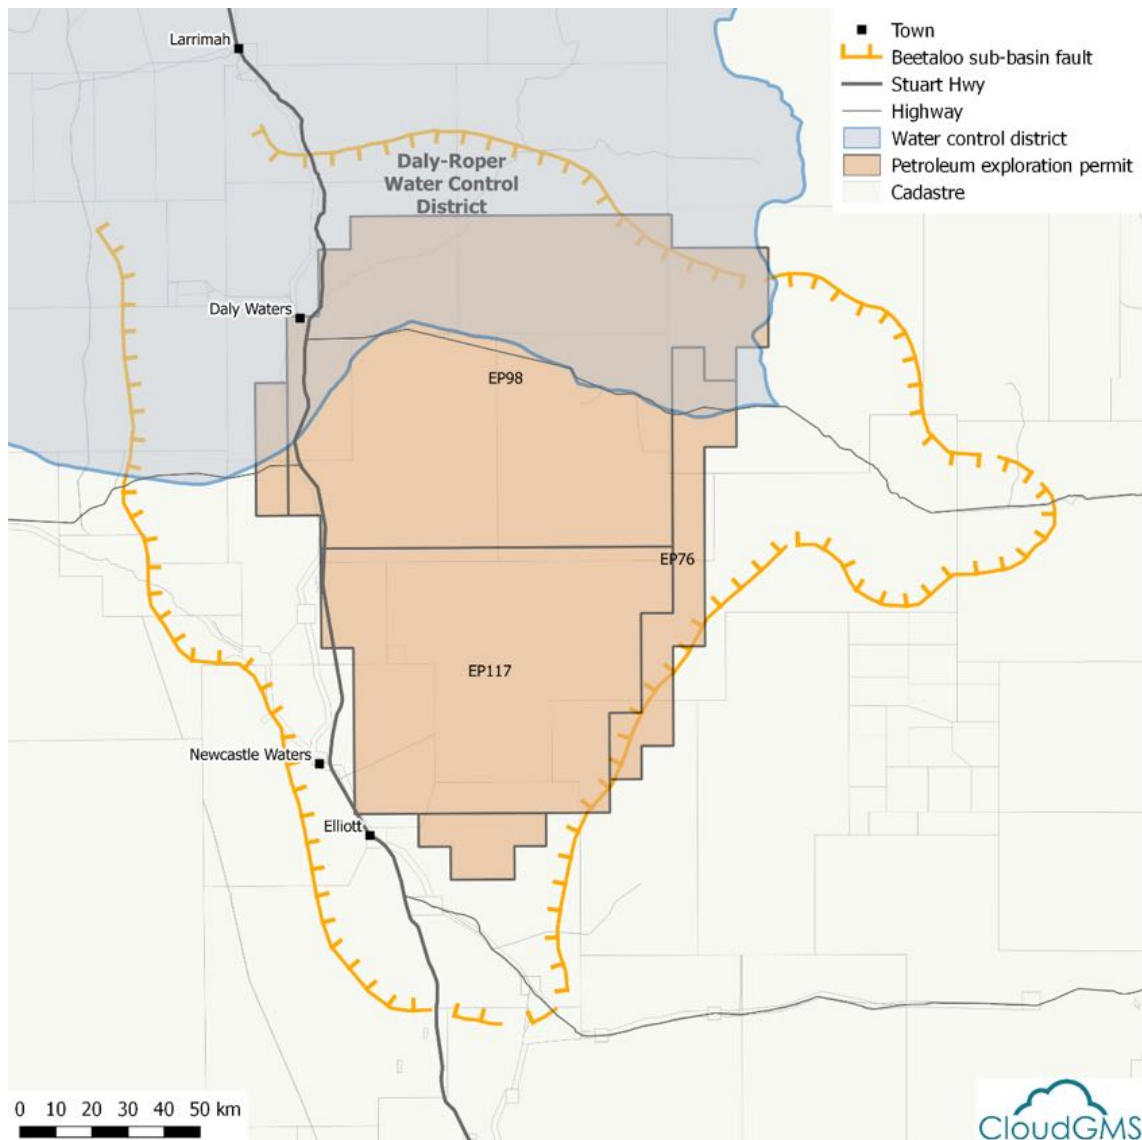 Larrimah
Town
Beetaloo sub-basin fault
Stuart Hwy
Highway
Water control district
Petroleum exploration permit
Cadastre
Daly-Roper
Water Control
District
Daly Waters
EP98
EP76
EP117
Newcastle Waters
Elliott
0 10 20 30 40 50 km
CloudGMS